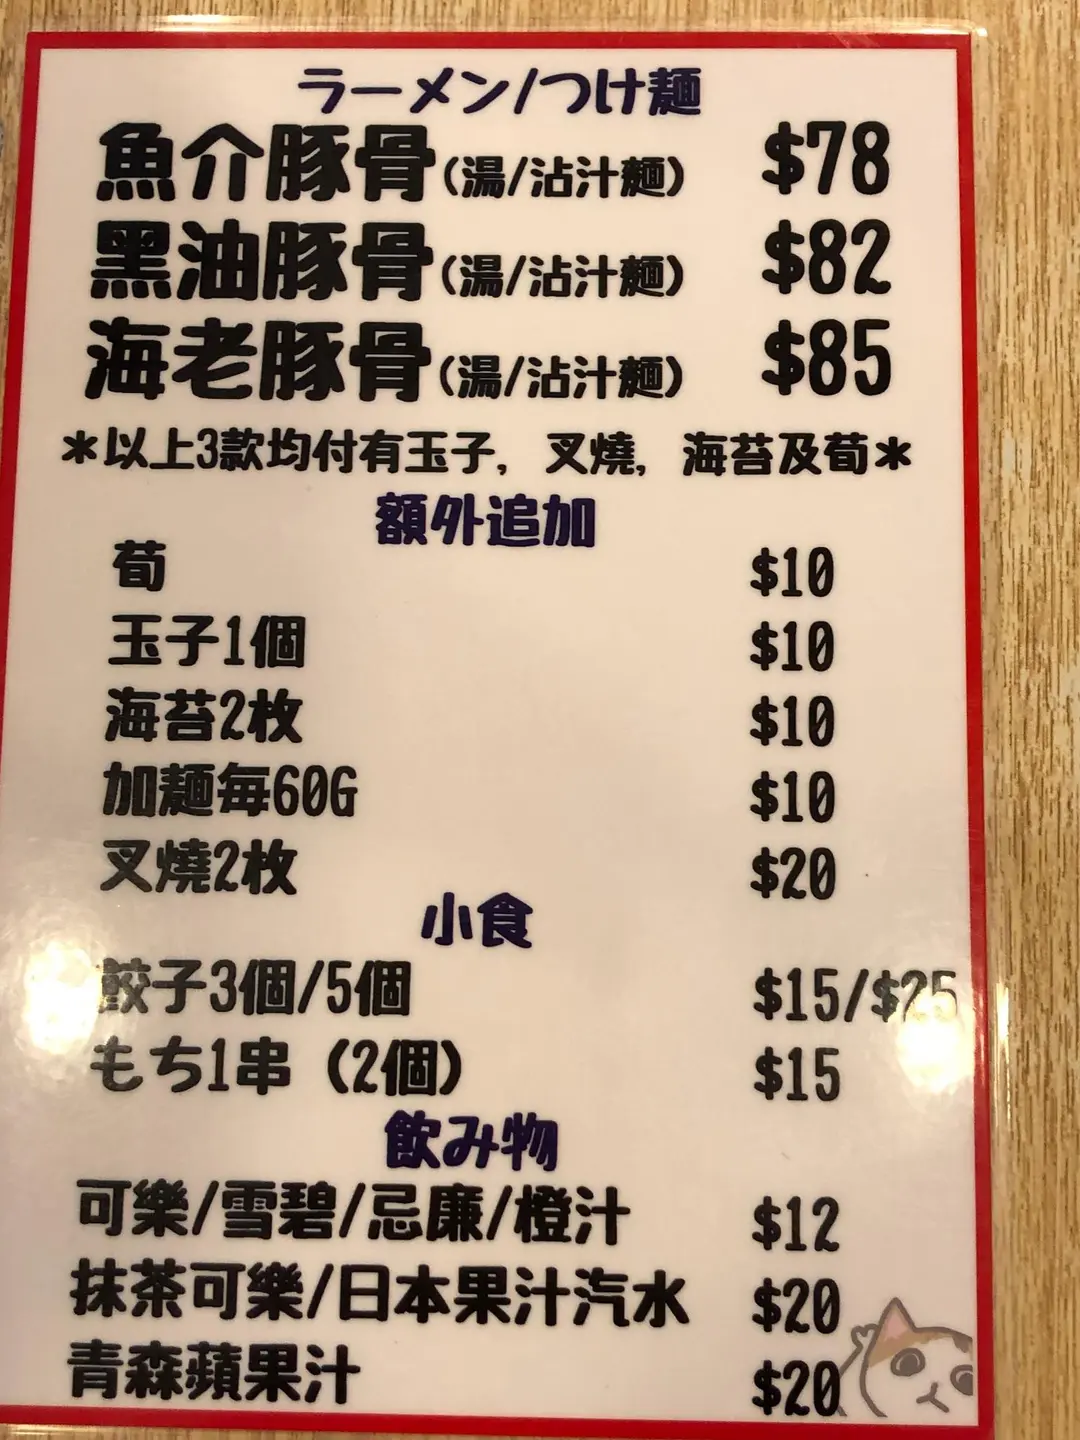 ラーメン/つけ麺
魚介豚骨(湯/沾汁麵) $78
黑油豚骨(湯/沾汁麵) $82
海老豚骨(湯/沾汁麵) $85
*以上3款均付有玉子, 叉燒, 海苔及荀*
額外追加
荀 $10
玉子1個 $10
海苔2枚 $10
加麺毎60G $10
叉燒2枚 $20
小食
餃子3個/5個 $15/$25
もち1串 (2個) $15
飲み物
可樂/雪碧/忌廉/橙汁 $12
抹茶可樂/日本果汁汽水 $20
青森蘋果汁 $20